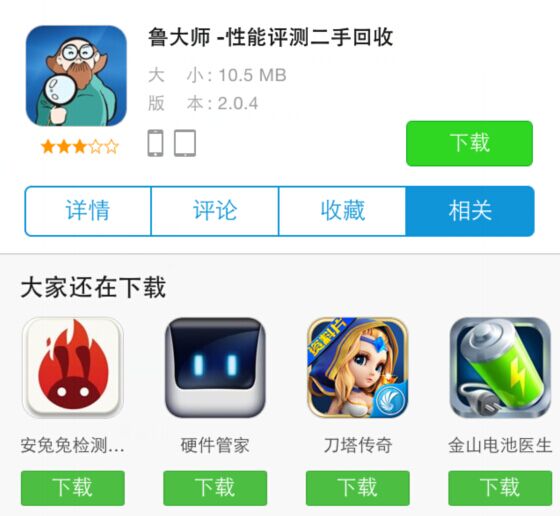 鲁大师 -性能评测二手回收
大 小: 10.5 MB
版 本: 2.0.4
下载
详情 评论 收藏 相关
大家还在下载
资料片
安兔兔检测... 硬件管家 刀塔传奇 金山电池医生
下载 下载 下载 下载